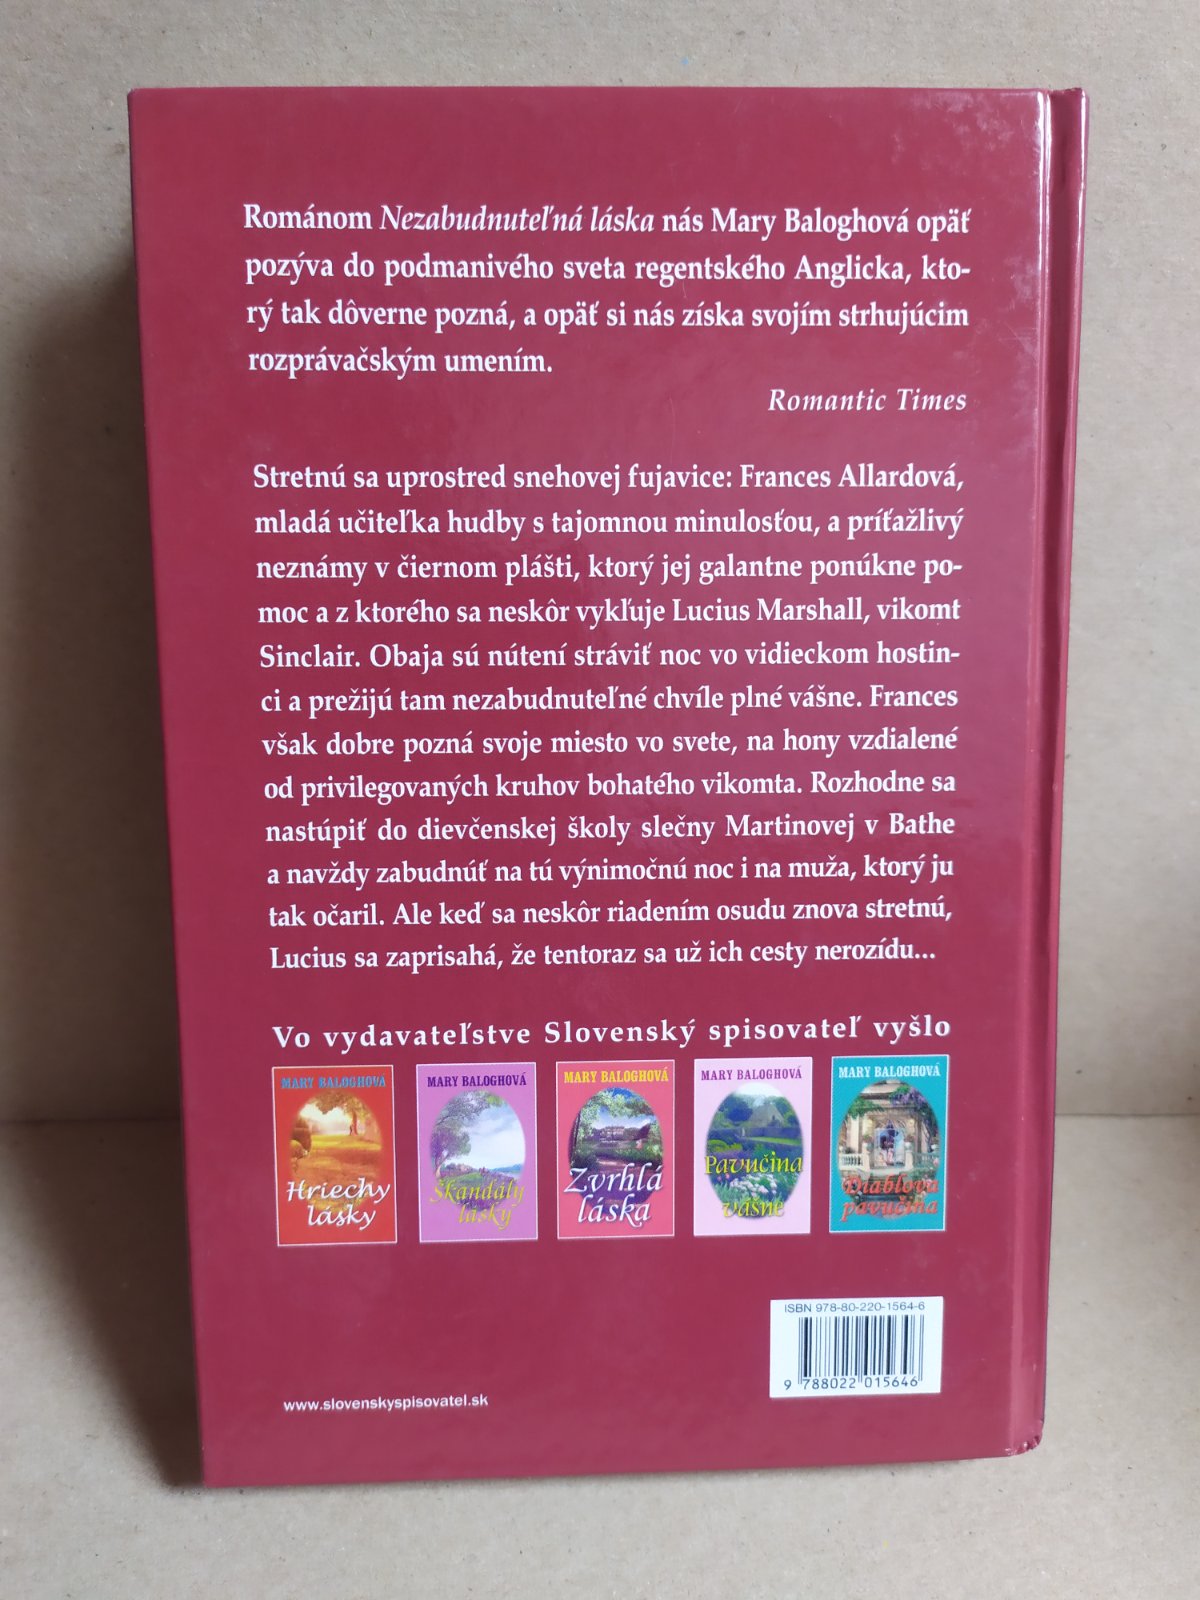 Románom Nezabudnuteľná láska nás Mary Baloghová opäť
pozýva do podmanivého sveta regentského Anglicka, kto-
rý tak dôverne pozná, a opäť si nás získa svojím strhujúcim
rozprávačským umením.
Romantic Times
Stretnú sa uprostred snehovej fujavice: Frances Allardová,
mladá učiteľka hudby s tajomnou minulosťou, a príťažlivý
neznámy v čiernom plášti, ktorý jej galantne ponúkne po-
moc a z ktorého sa neskôr vykľuje Lucius Marshall, vikomt
Sinclair. Obaja sú nútení stráviť noc vo vidieckom hostin-
ci a prežijú tam nezabudnuteľné chvíle plné vášne. Frances
však dobre pozná svoje miesto vo svete, na hony vzdialené
od privilegovaných kruhov bohatého vikomta. Rozhodne sa
nastúpiť do dievčenskej školy slečny Martinovej v Bathe
a navždy zabudnúť na tú výnimočnú noc i na muža, ktorý ju
tak očaril. Ale keď sa neskôr riadením osudu znova stretnú,
Lucius sa zaprisahá, že tentoraz sa už ich cesty nerozídu...
Vo vydavateľstve Slovenský spisovateľ vyšlo
MARY BALOGHOVÁ
Hriechy
lásky
MARY BALOGHOVÁ
Škandály
lásky
MARY BALOGHOVÁ
Zvrhlá
láska
MARY BALOGHOVÁ
Pavučina
vášne
MARY BALOGHOVÁ
Diablova
pavučina
ISBN 978-80-220-1564-6
9 788022 015646
www.slovenskyspisovatel.sk